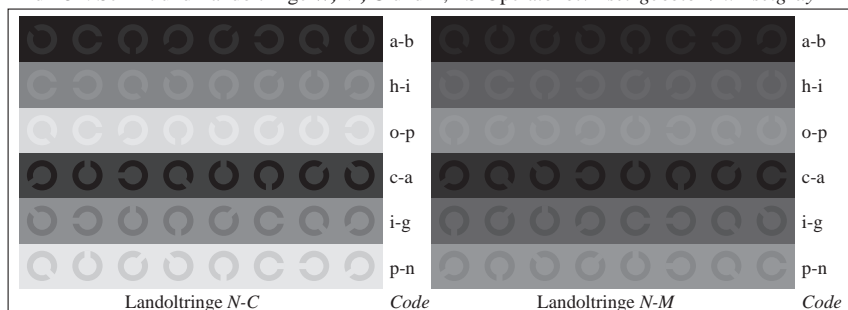 a-b a-b
h-i h-i
o-p o-p
c-a c-a
i-g i-g
p-n p-n
Landoltringe N-C Code Landoltringe N-M Code